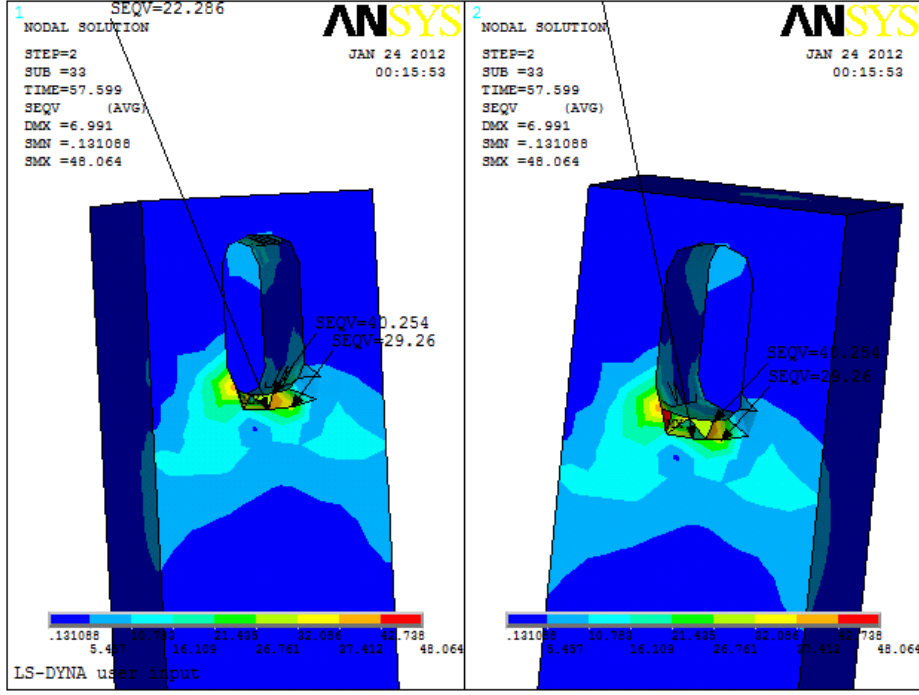 1
SEQV=22.286
ANSYS
NODAL SOLUTION
STEP=2
SUB =33
TIME=57.599
SEQV (AVG)
DMX =6.991
SMN =.131088
SMX =48.064
JAN 24 2012
00:15:53
SEQV=40.254
SEQV=29.26
.131088 10.783 21.435 32.086 42.738
5.457 16.109 26.761 37.412 48.064
LS-DYNA user input
2
ANSYS
NODAL SOLUTION
STEP=2
SUB =33
TIME=57.599
SEQV (AVG)
DMX =6.991
SMN =.131088
SMX =48.064
JAN 24 2012
00:15:53
SEQV=40.254
SEQV=29.26
.131088 10.783 21.435 32.086 42.738
5.457 16.109 26.761 37.412 48.064